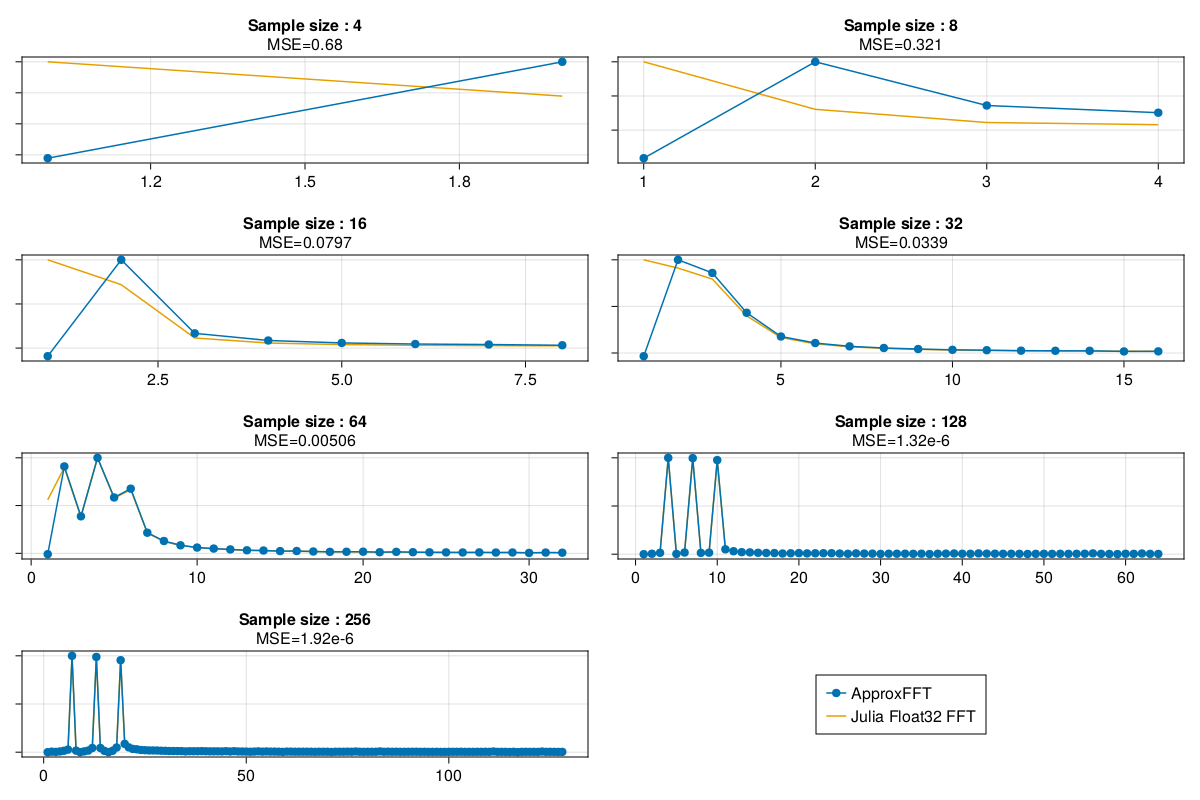 Sample size : 4
MSE=0.68
1.2 1.5 1.8
Sample size : 8
MSE=0.321
1 2 3 4
Sample size : 16
MSE=0.0797
2.5 5.0 7.5
Sample size : 32
MSE=0.0339
5 10 15
Sample size : 64
MSE=0.00506
0 10 20 30
Sample size : 128
MSE=1.32e-6
0 10 20 30 40 50 60
Sample size : 256
MSE=1.92e-6
0 50 100
ApproxFFT
Julia Float32 FFT